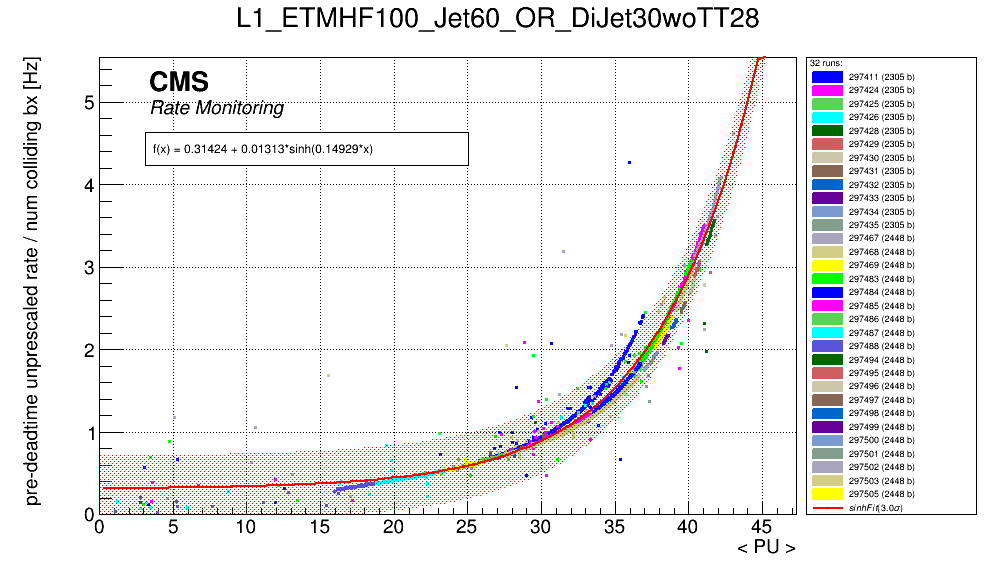 L1_ETMHF100_Jet60_OR_DiJet30woTT28
pre-deadtime unprescaled rate / num colliding bx [Hz]
CMS
Rate Monitoring
f(x) = 0.31424 + 0.01313*sinh(0.14929*x)
5
4
3
2
1
0
0 5 10 15 20 25 30 35 40 45
< PU >
32 runs:
297411 (2305 b)
297424 (2305 b)
297425 (2305 b)
297426 (2305 b)
297428 (2305 b)
297429 (2305 b)
297430 (2305 b)
297431 (2305 b)
297432 (2305 b)
297433 (2305 b)
297434 (2305 b)
297435 (2305 b)
297467 (2448 b)
297468 (2448 b)
297469 (2448 b)
297483 (2448 b)
297484 (2448 b)
297485 (2448 b)
297486 (2448 b)
297487 (2448 b)
297488 (2448 b)
297494 (2448 b)
297495 (2448 b)
297496 (2448 b)
297497 (2448 b)
297498 (2448 b)
297499 (2448 b)
297500 (2448 b)
297501 (2448 b)
297502 (2448 b)
297503 (2448 b)
297505 (2448 b)
sinhFit(3.0σ)